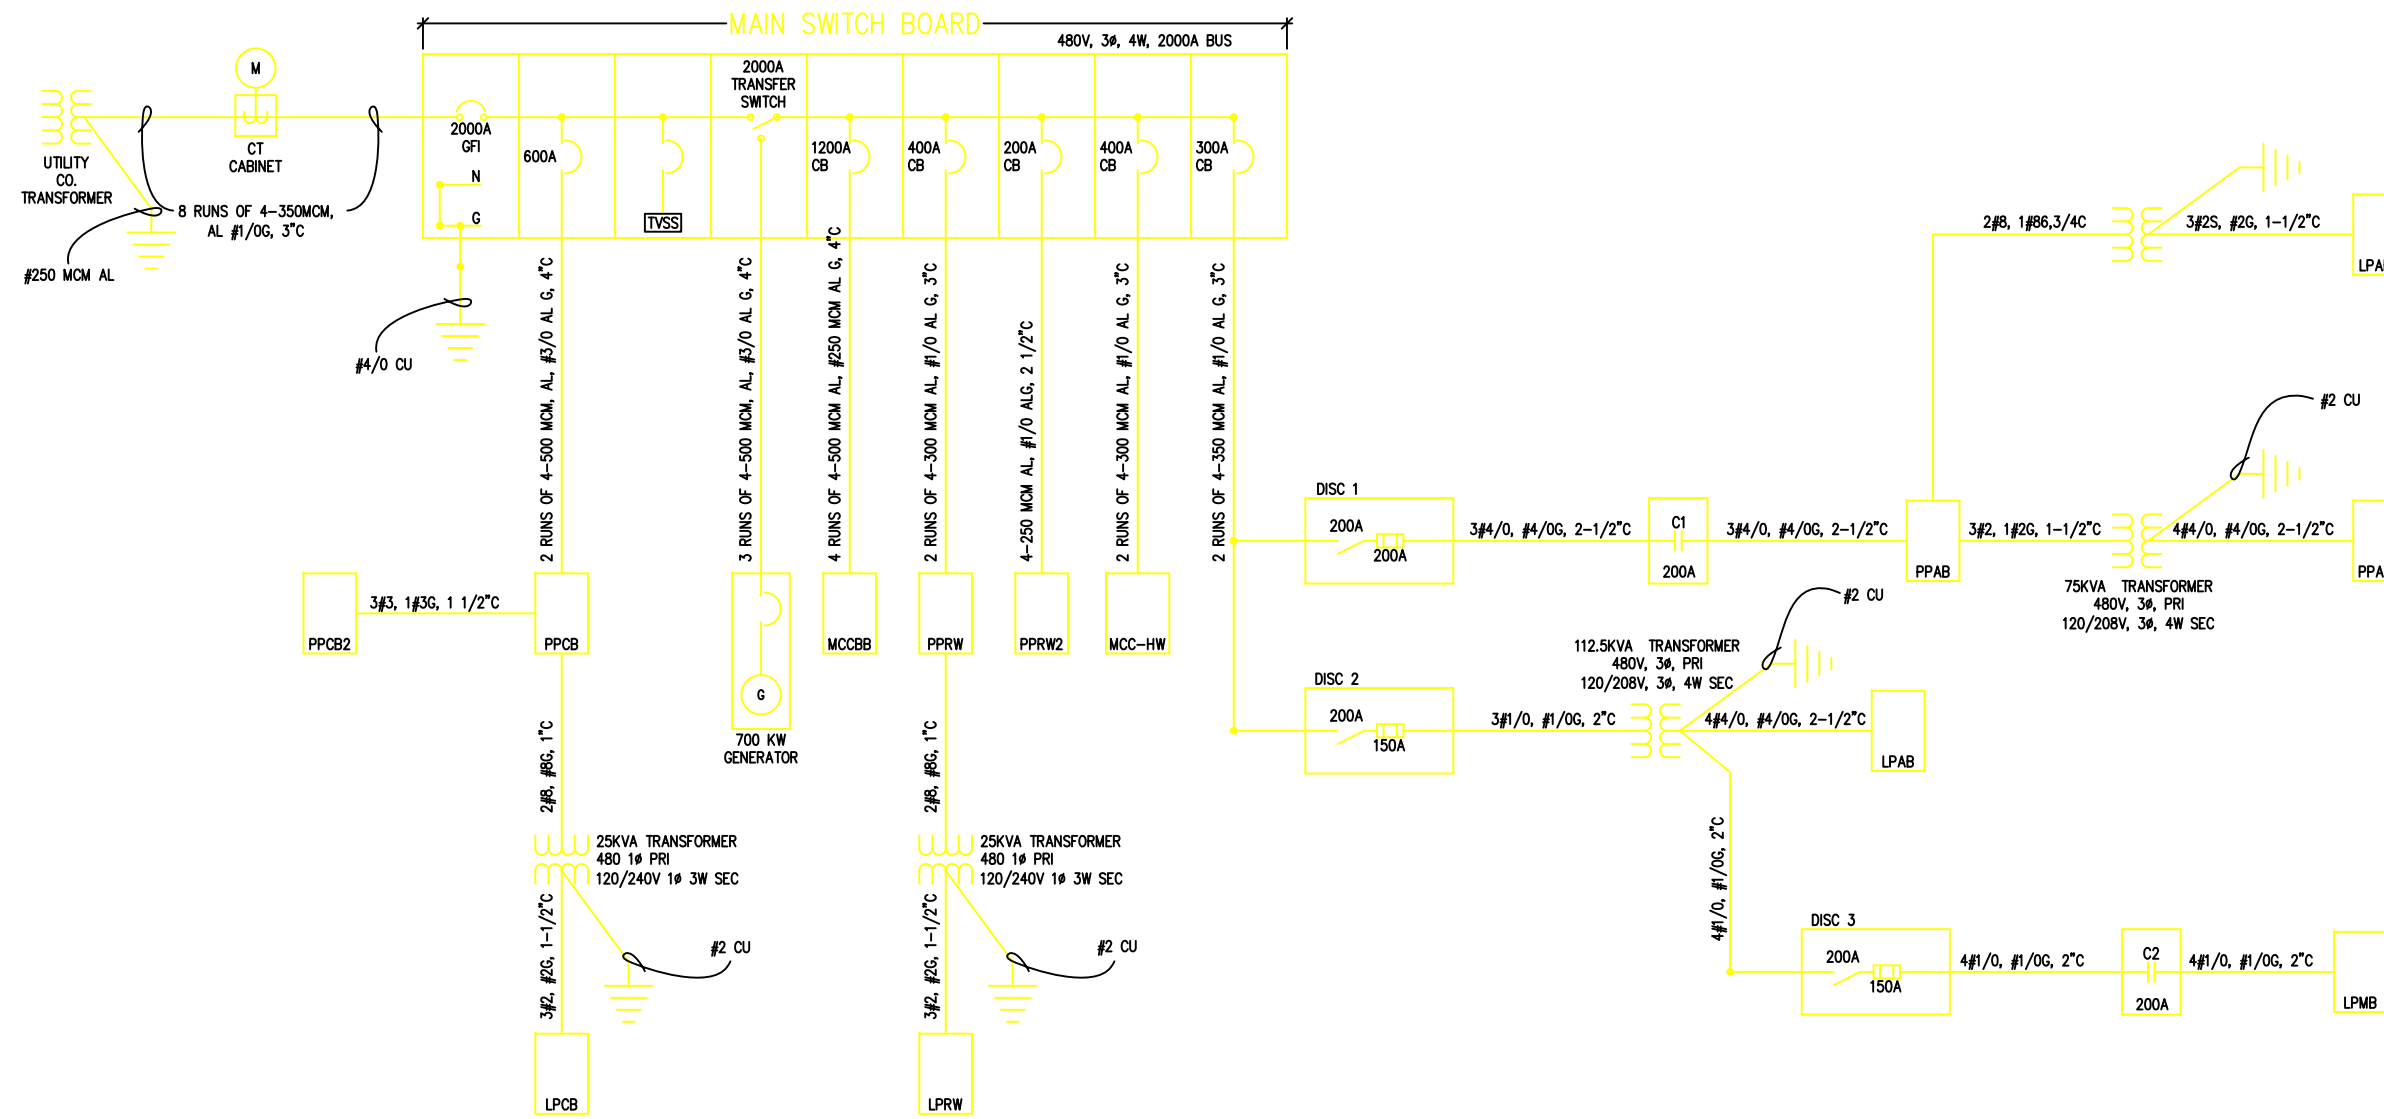 MAIN SWITCH BOARD
480V, 3ø, 4W, 2000A BUS
M
CT
CABINET
UTILITY
CO.
TRANSFORMER
8 RUNS OF 4-350MCM,
AL #1/0G, 3"C
#250 MCM AL
2000A
GFI
N
G
#4/0 CU
600A
TVSS
2000A
TRANSFER
SWITCH
1200A
CB
400A
CB
200A
CB
400A
CB
300A
CB
2 RUNS OF 4-500 MCM, AL, #3/0 AL G, 4"C
3 RUNS OF 4-500 MCM, AL, #3/0 AL G, 4"C
4 RUNS OF 4-500 MCM AL, #250 MCM AL G, 4"C
2 RUNS OF 4-300 MCM AL, #1/0 AL G, 3"C
4-250 MCM AL, #1/0 ALG, 2 1/2"C
2 RUNS OF 4-300 MCM AL, #1/0 AL G, 3"C
2 RUNS OF 4-350 MCM AL, #1/0 AL G, 3"C
PPCB2
3#3, 1#3G, 1 1/2"C
PPCB
G
700 KW
GENERATOR
MCCBB
PPRW
PPRW2
MCC-HW
2#8, #8G, 1"C
25KVA TRANSFORMER
480 1ø PRI
120/240V 1ø 3W SEC
3#2, #2G, 1-1/2"C
#2 CU
LPCB
2#8, #8G, 1"C
25KVA TRANSFORMER
480 1ø PRI
120/240V 1ø 3W SEC
3#2, #2G, 1-1/2"C
#2 CU
LPRW
DISC 1
200A
200A
3#4/0, #4/0G, 2-1/2"C
C1
200A
3#4/0, #4/0G, 2-1/2"C
PPAB
2#8, 1#86,3/4C
3#2S, #2G, 1-1/2"C
3#2, 1#2G, 1-1/2"C
4#4/0, #4/0G, 2-1/2"C
#2 CU
75KVA TRANSFORMER
480V, 3ø, PRI
120/208V, 3ø, 4W SEC
DISC 2
200A
150A
3#1/0, #1/0G, 2"C
112.5KVA TRANSFORMER
480V, 3ø, PRI
120/208V, 3ø, 4W SEC
#2 CU
4#4/0, #4/0G, 2-1/2"C
LPAB
4#1/0, #1/0G, 2"C
DISC 3
200A
150A
4#1/0, #1/0G, 2"C
C2
200A
4#1/0, #1/0G, 2"C
LPMB